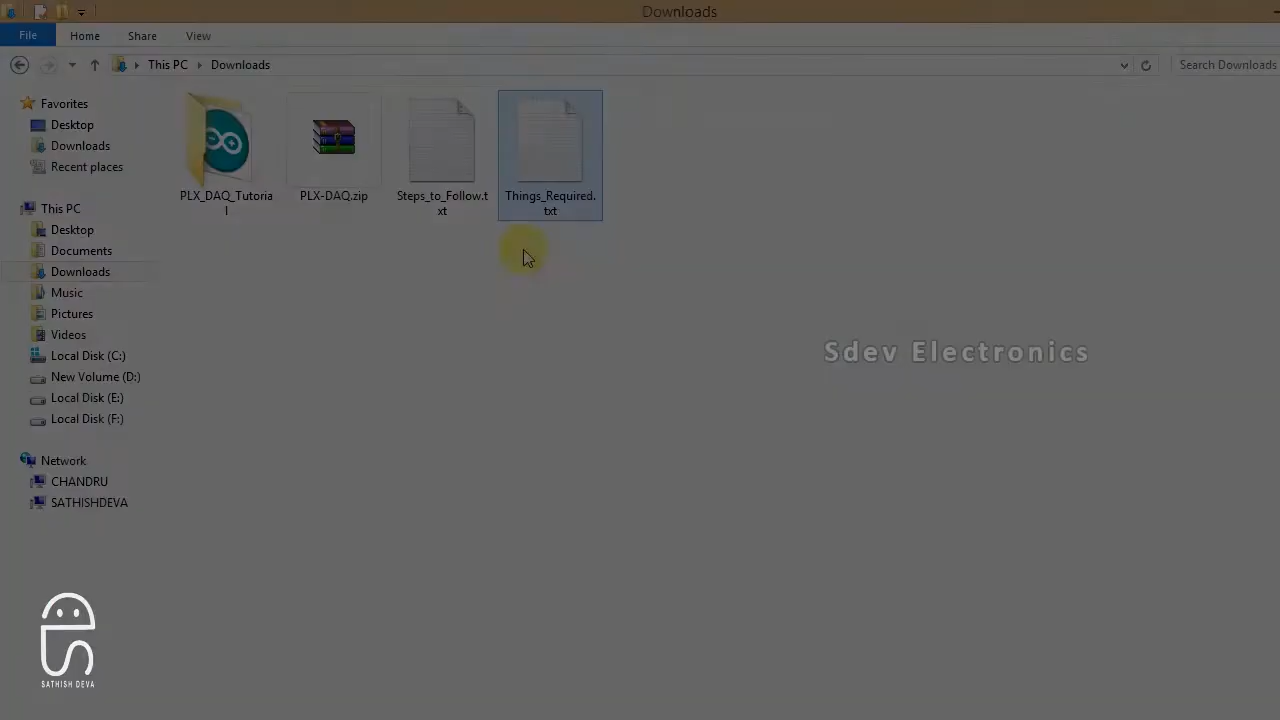 Downloads
File
Home
Share
View
This PC
Downloads
Search Downloads
Favorites
Desktop
Downloads
Recent places
This PC
Desktop
Documents
Downloads
Music
Pictures
Videos
Local Disk (C:)
New Volume (D:)
Local Disk (E:)
Local Disk (F:)
Network
CHANDRU
SATHISHDEVA
PLX_DAQ_Tutoria
l
PLX-DAQ.zip
Steps_to_Follow.t
xt
Things_Required.
txt
Sdev Electronics
SATHISH DEVA